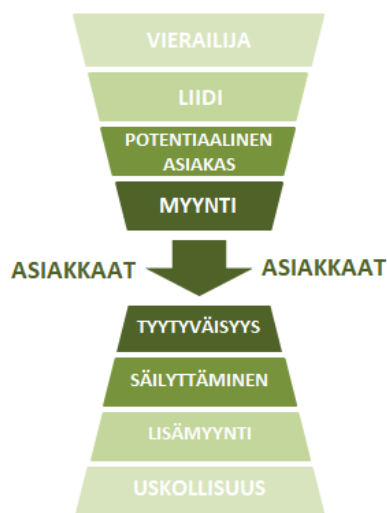 VIERAILIJA
LIIDI
POTENTIAALINEN
ASIAKAS
MYYNTI
ASIAKKAAT
ASIAKKAAT
TYYTYVÄISYYS
SÄILYTTÄMINEN
LISÄMYYNTI
USKOLLISUUS